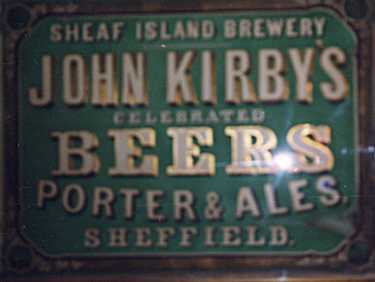 SHEAF ISLAND BREWERY
JOHN KIRBY'S
CELEBRATED
BEERS
PORTER & ALES.
SHEFFIELD.